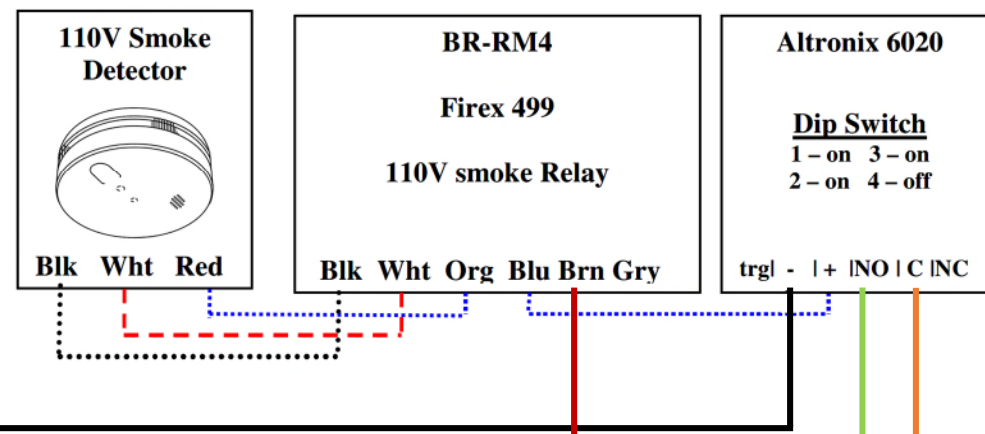 110V Smoke
Detector
Blk Wht Red
BR-RM4
Firex 499
110V smoke Relay
Blk Wht Org Blu Brn Gry
Altronix 6020
Dip Switch
1 – on 3 – on
2 – on 4 – off
trg| - | + |NO | C |NC